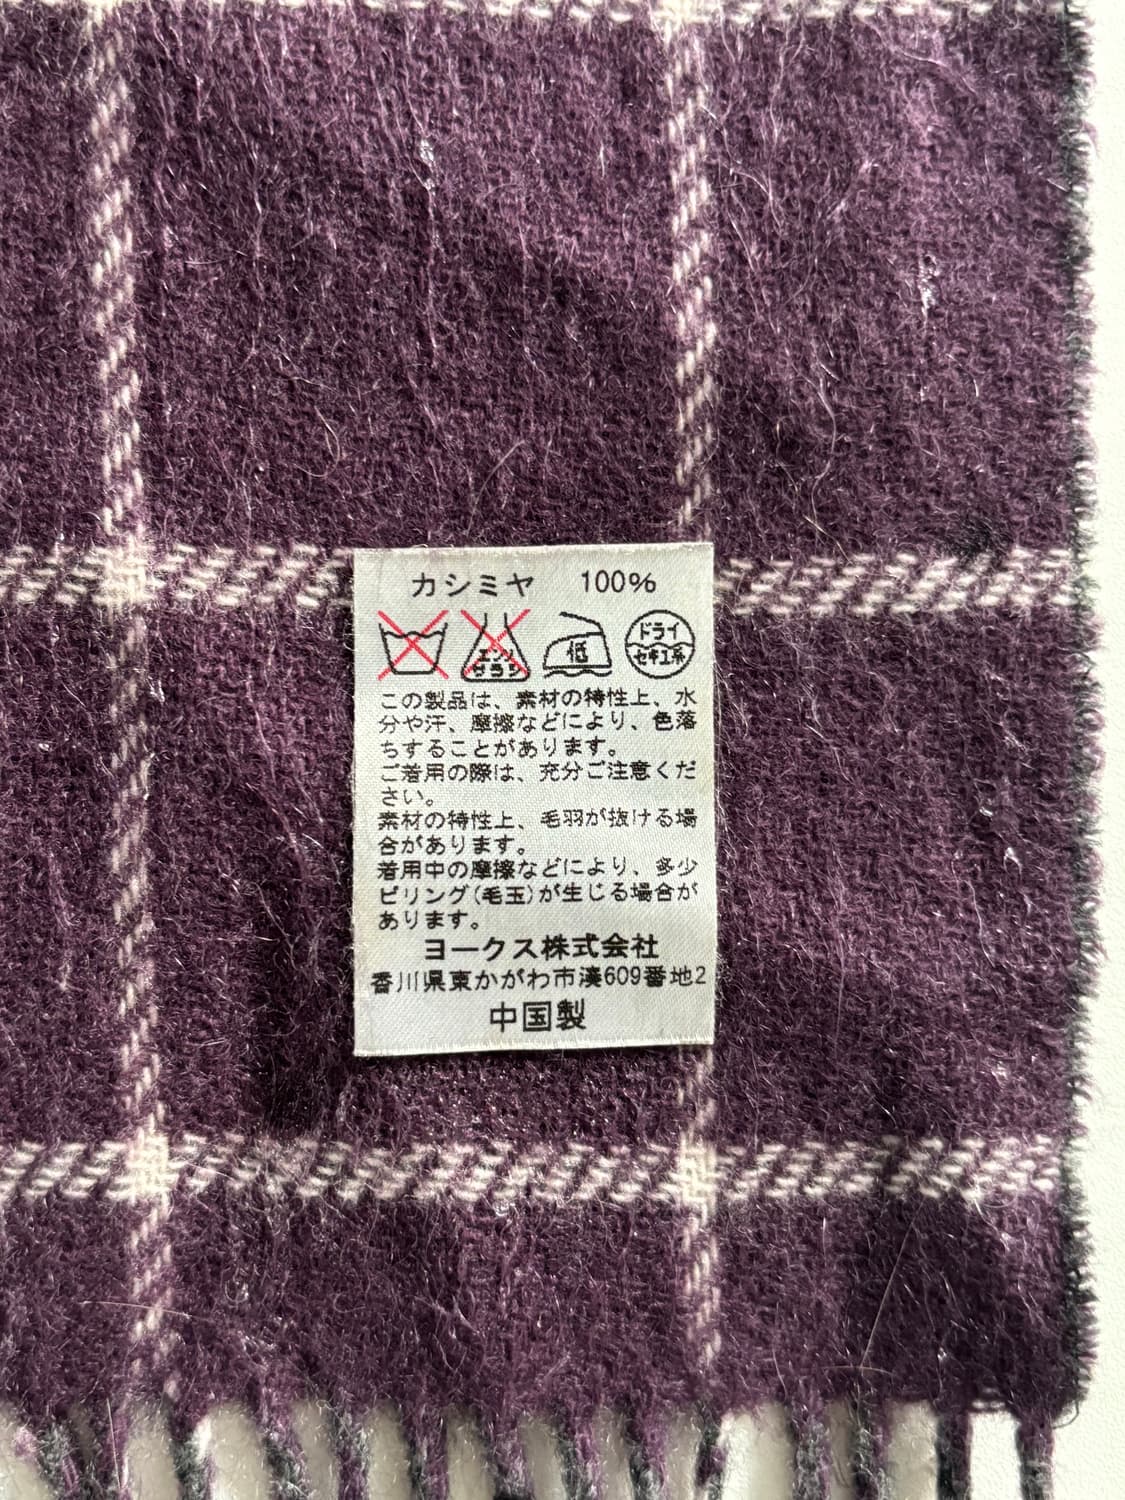 カシミヤ 100%
エンソ
サラシ
低
ドライ
セキユ系
この製品は、素材の特性上、水
分や汗、摩擦などにより、色落
ちすることがあります。
ご着用の際は、充分ご注意くだ
さい。
素材の特性上、毛羽が抜ける場
合があります。
着用中の摩擦などにより、多少
ピリング(毛玉)が生じる場合が
あります。
ヨークス株式会社
香川県東かがわ市湊609番地2
中国製